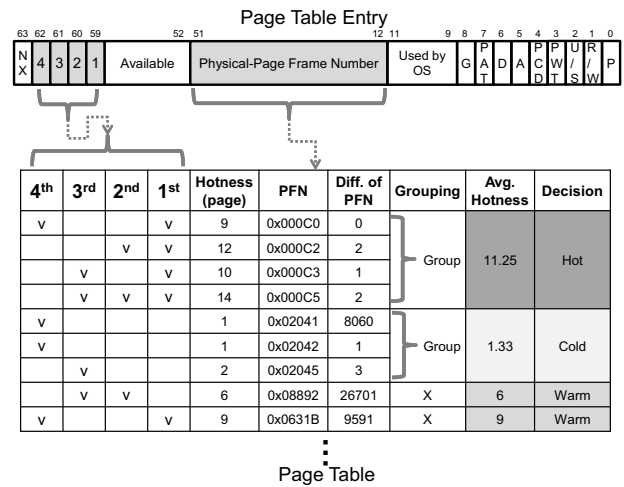 Page Table Entry
63 62 61 60 59 52 51 12 11 9 8 7 6 5 4 3 2 1 0
NX 4 3 2 1 Available Physical-Page Frame Number Used by OS G PAT D A PCD PWT U/S R/W P
4th 3rd 2nd 1st Hotness (page) PFN Diff. of PFN Grouping Avg. Hotness Decision
v v 9 0x000C0 0
v v 12 0x000C2 2
v v 10 0x000C3 1
v v v 14 0x000C5 2
Group 11.25 Hot
v 1 0x02041 8060
v 1 0x02042 1
v 2 0x02045 3
Group 1.33 Cold
v v 6 0x08892 26701 X 6 Warm
v v 9 0x0631B 9591 X 9 Warm
Page Table